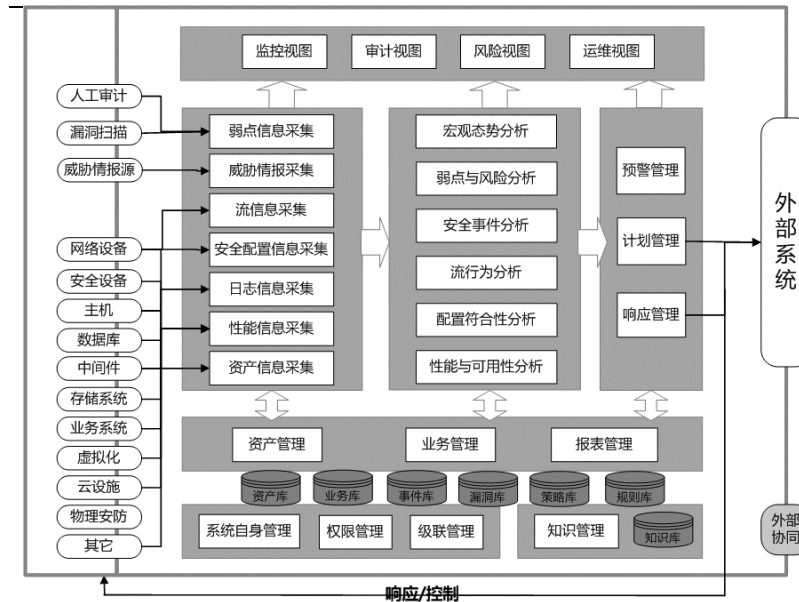 监控视图
审计视图
风险视图
运维视图
人工审计
漏洞扫描
威胁情报源
网络设备
安全设备
主机
数据库
中间件
存储系统
业务系统
虚拟化
云设施
物理安防
其它
弱点信息采集
威胁情报采集
流信息采集
安全配置信息采集
日志信息采集
性能信息采集
资产信息采集
宏观态势分析
弱点与风险分析
安全事件分析
流行为分析
配置符合性分析
性能与可用性分析
预警管理
计划管理
响应管理
外部系统
资产管理
业务管理
报表管理
资产库
业务库
事件库
漏洞库
策略库
规则库
系统自身管理
权限管理
级联管理
知识管理
知识库
外部
协同
响应/控制